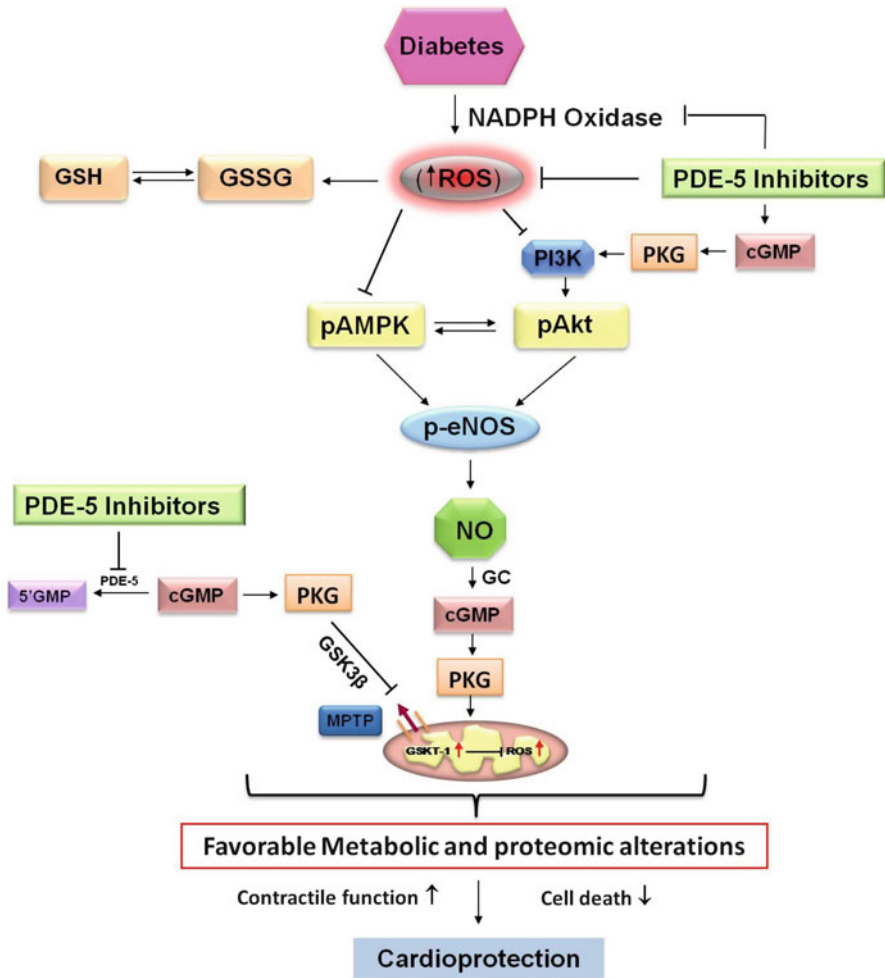 Diabetes
NADPH Oxidase
GSH
GSSG
(↑ROS)
PDE-5 Inhibitors
PI3K
PKG
cGMP
pAMPK
pAkt
p-eNOS
PDE-5 Inhibitors
NO
PDE-5
GC
5'GMP
cGMP
PKG
cGMP
GSK3β
PKG
MPTP
GSKT-1 ↑ ROS ↑
Favorable Metabolic and proteomic alterations
Contractile function ↑ Cell death ↓
Cardioprotection